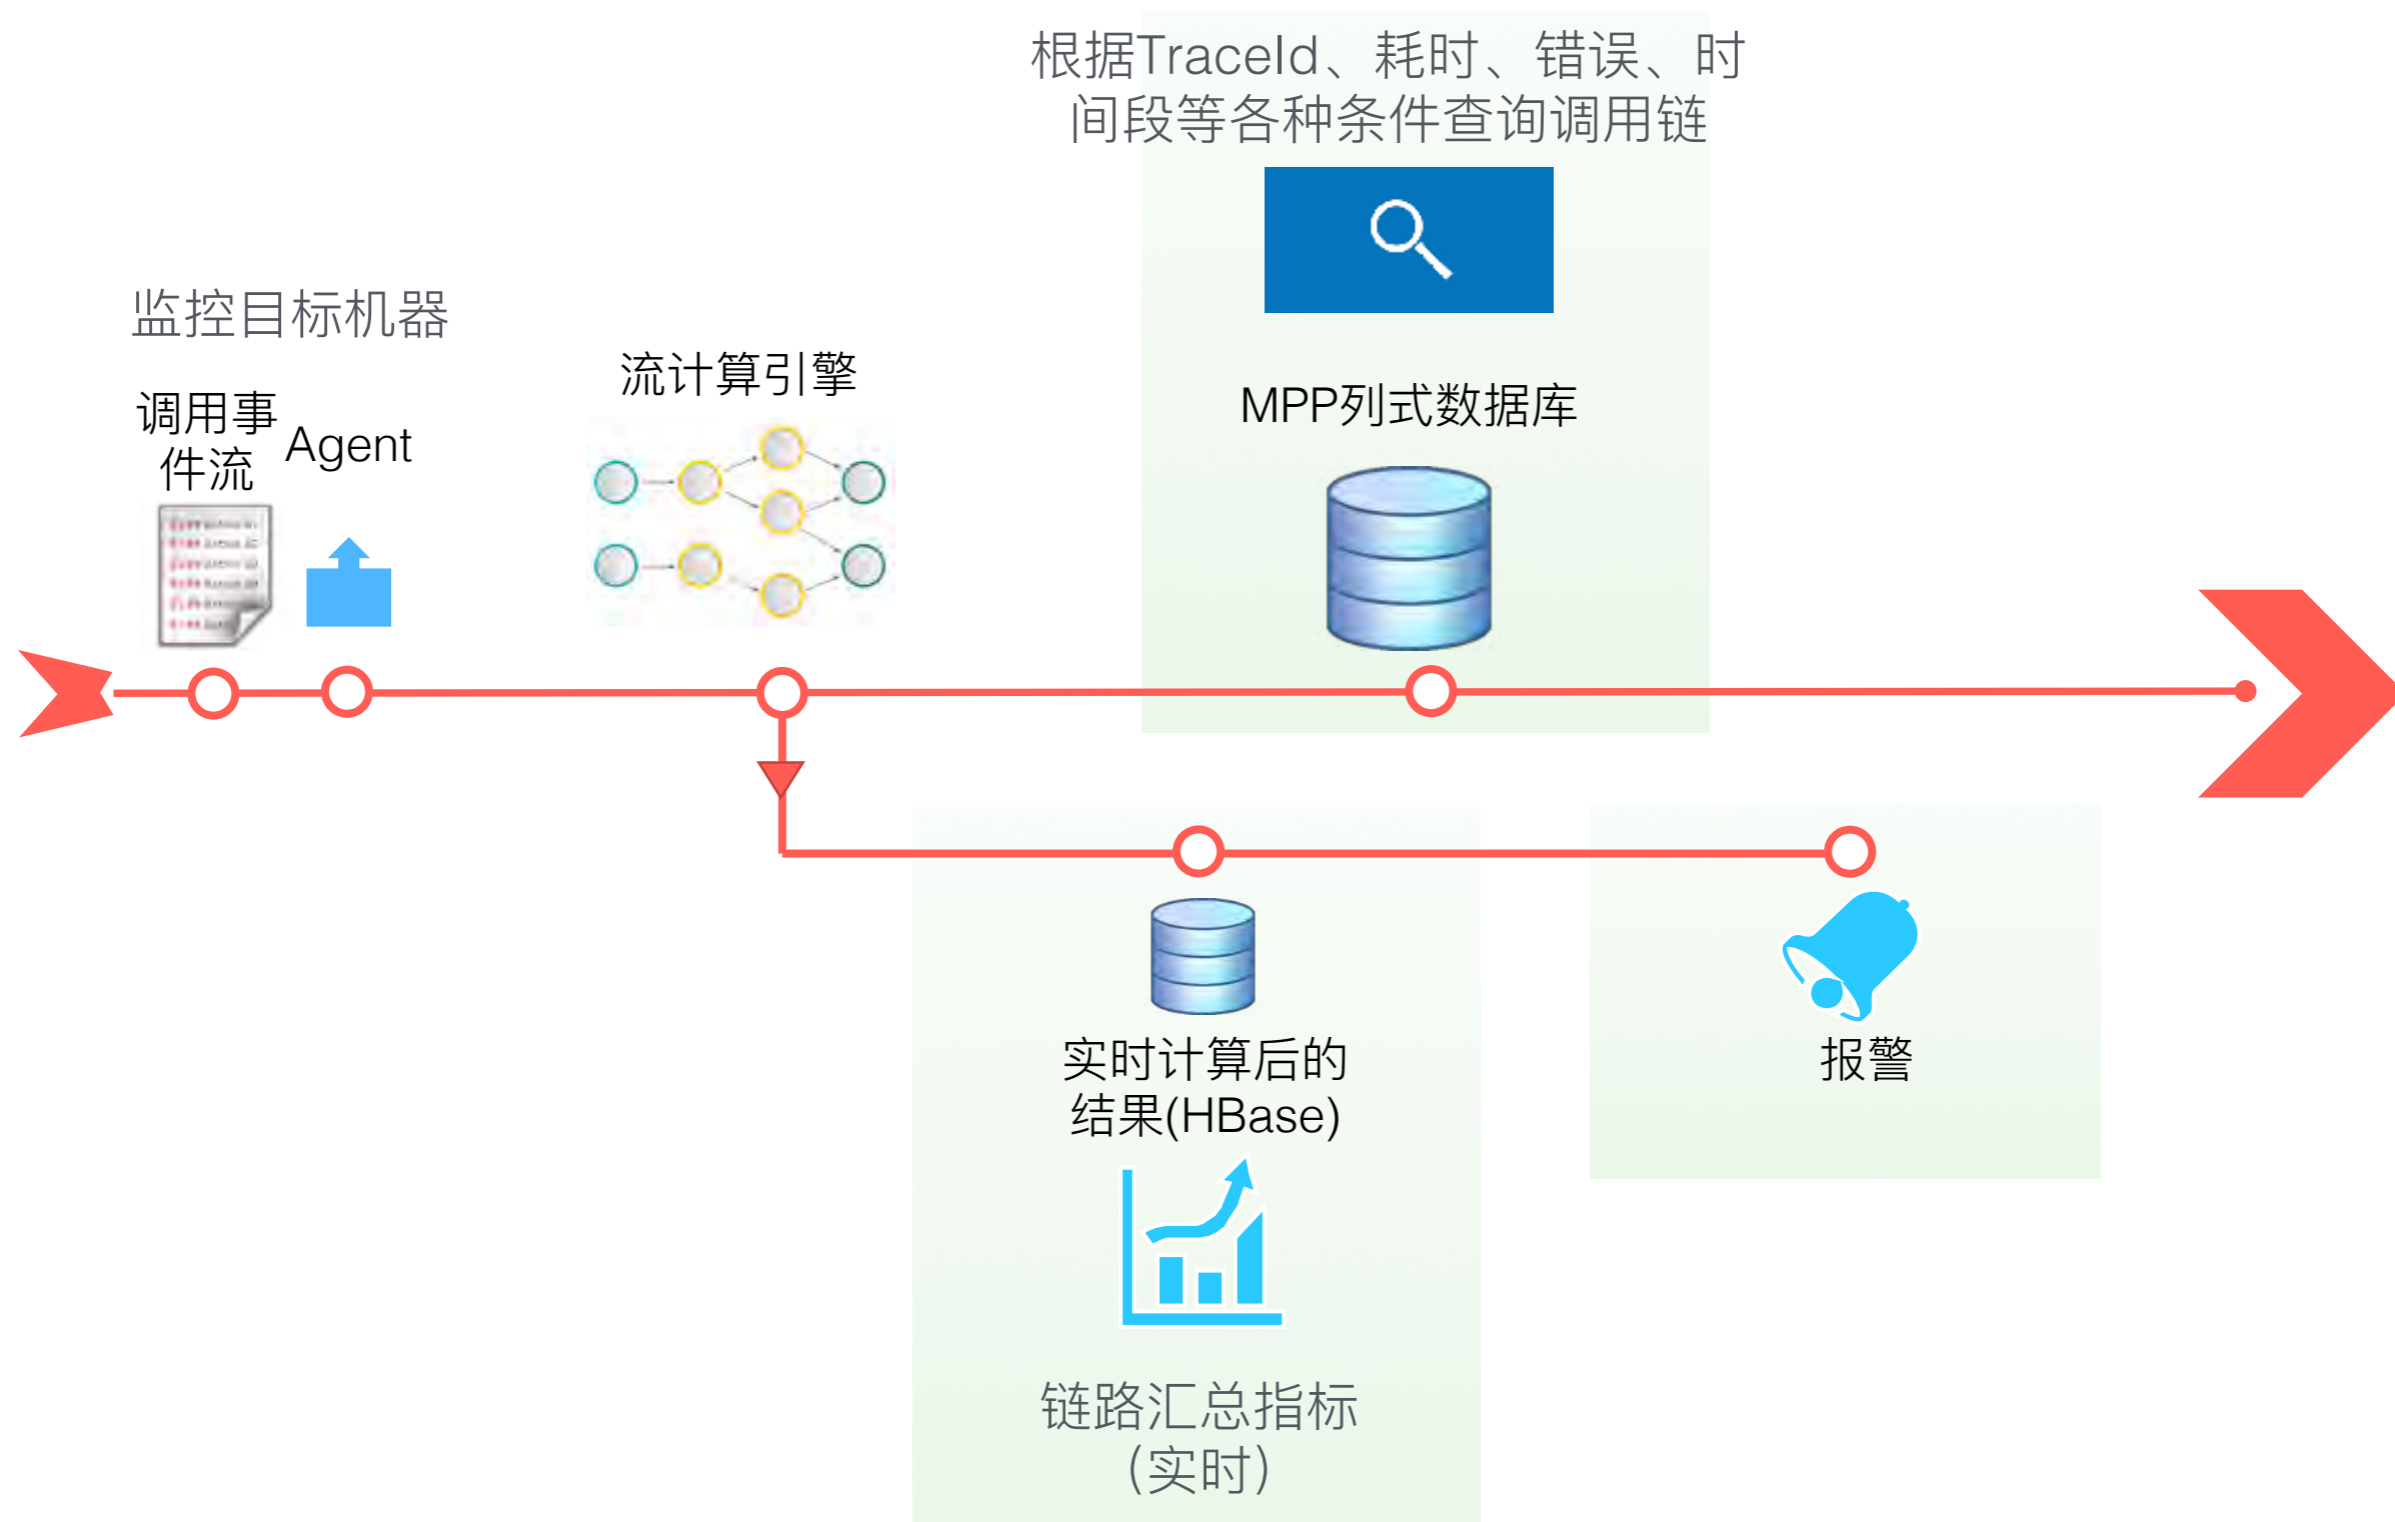 根据TraceId、耗时、错误、时
间段等各种条件查询调用链
监控目标机器
调用事
件流
Agent
流计算引擎
MPP列式数据库
实时计算后的
结果(HBase)
报警
链路汇总指标
(实时)